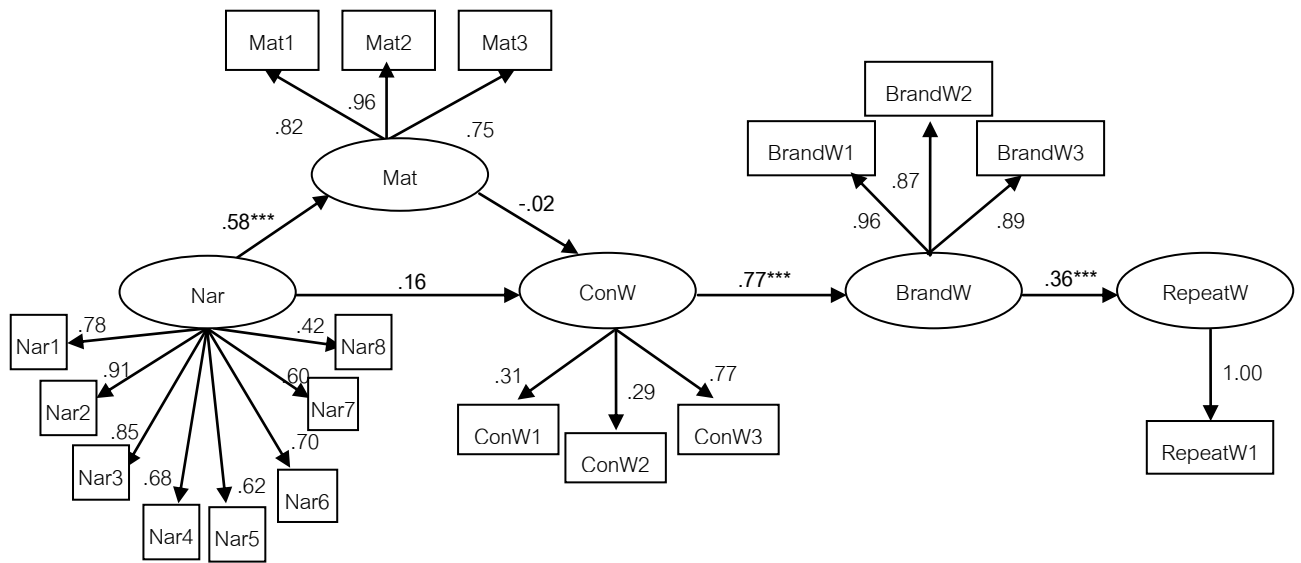 Mat1
Mat2
Mat3
.82
.96
.75
Mat
BrandW2
BrandW1
BrandW3
.96
.87
.89
.58***
-.02
Nar
.16
ConW
.77***
BrandW
.36***
RepeatW
Nar1
.78
.42
Nar8
Nar2
.91
.60
Nar7
Nar3
.85
.68
.62
.70
Nar6
Nar4
Nar5
.31
.29
.77
ConW1
ConW2
ConW3
1.00
RepeatW1